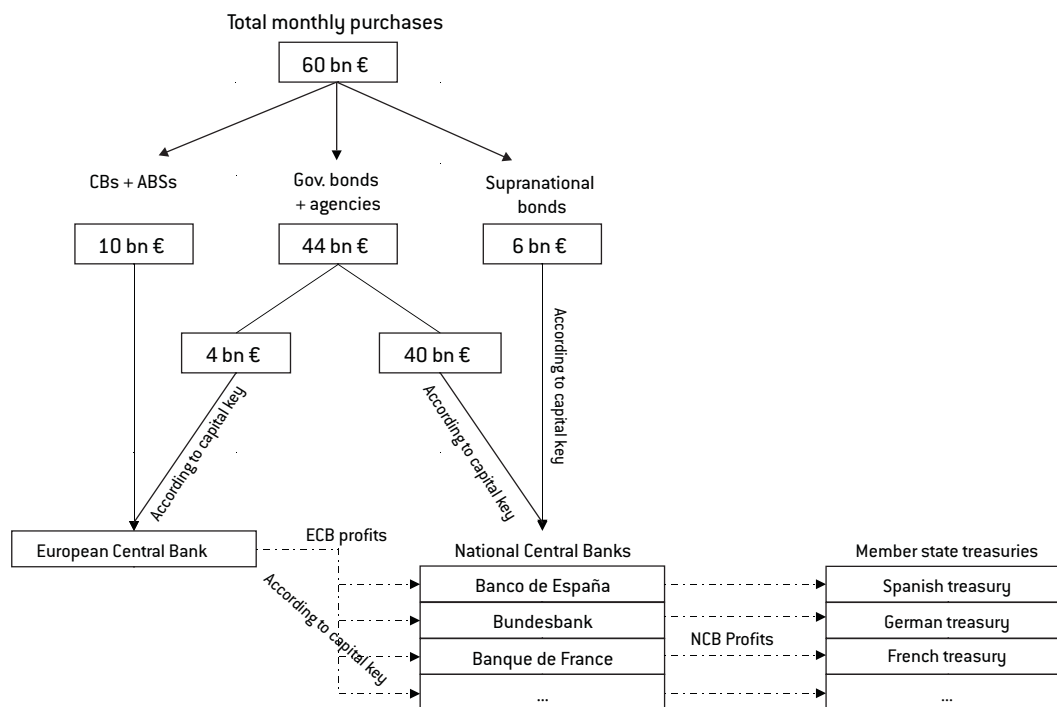 Total monthly purchases
60 bn €
CBs + ABSs
Gov. bonds
+ agencies
Supranational
bonds
10 bn €
44 bn €
6 bn €
4 bn €
40 bn €
According to capital key
According to capital key
According to capital key
European Central Bank
ECB profits
According to capital key
National Central Banks
Banco de España
Bundesbank
Banque de France
...
NCB Profits
Member state treasuries
Spanish treasury
German treasury
French treasury
...